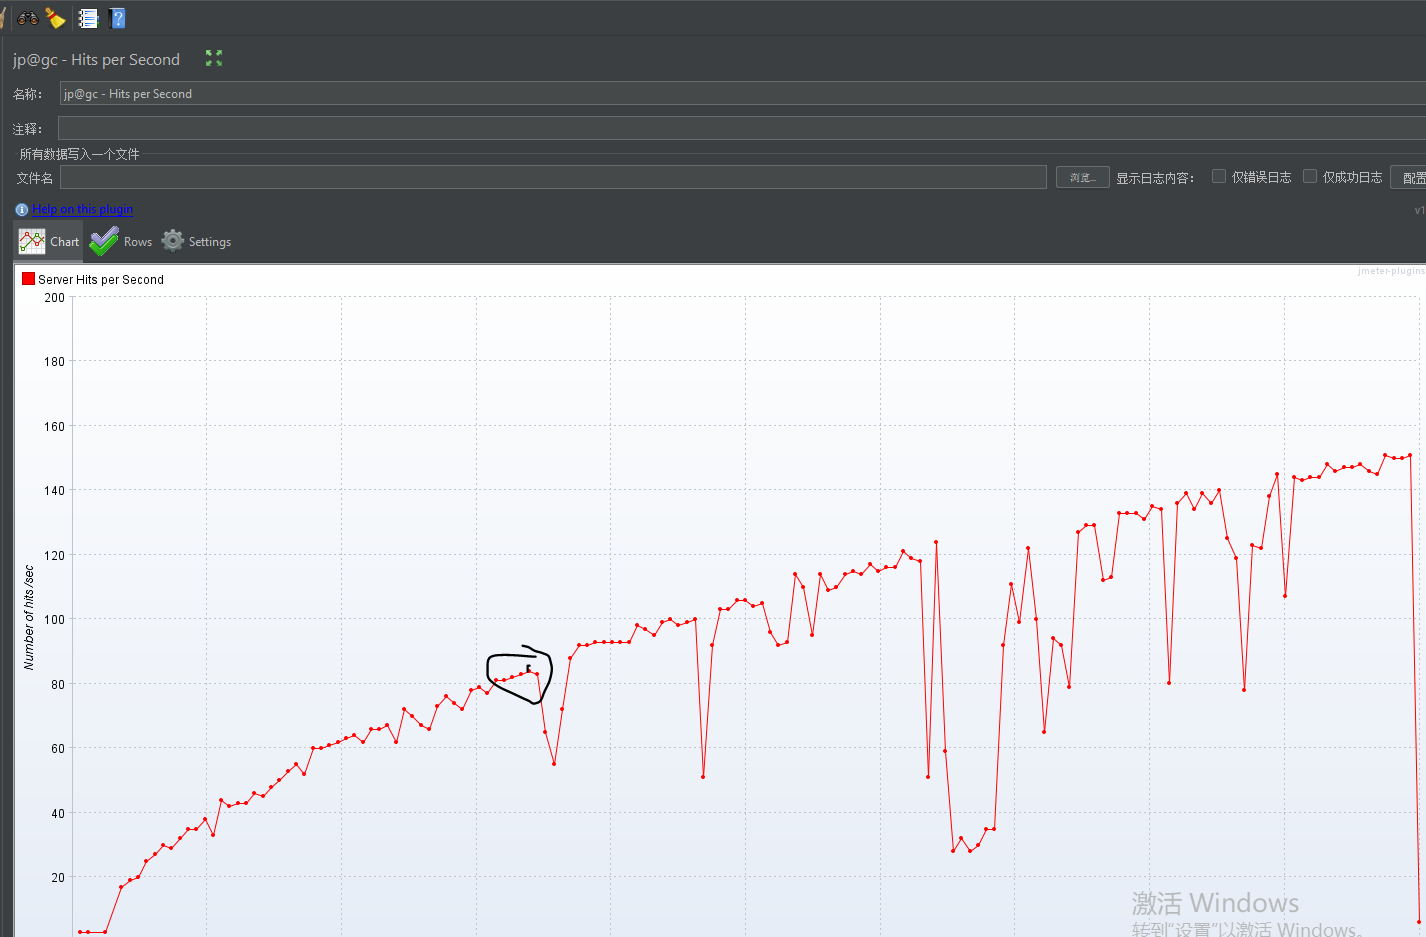 jp@gc - Hits per Second
名称： jp@gc - Hits per Second
注释：
所有数据写入一个文件
文件名 浏览... 显示日志内容： 仅错误日志 仅成功日志 配置
Help on this plugin
v1
Chart Rows Settings
jmeter-plugins
Server Hits per Second
200
180
160
140
120
100
80
60
40
20
Number of hits/sec
激活 Windows
转到"设置"以激活 Windows。